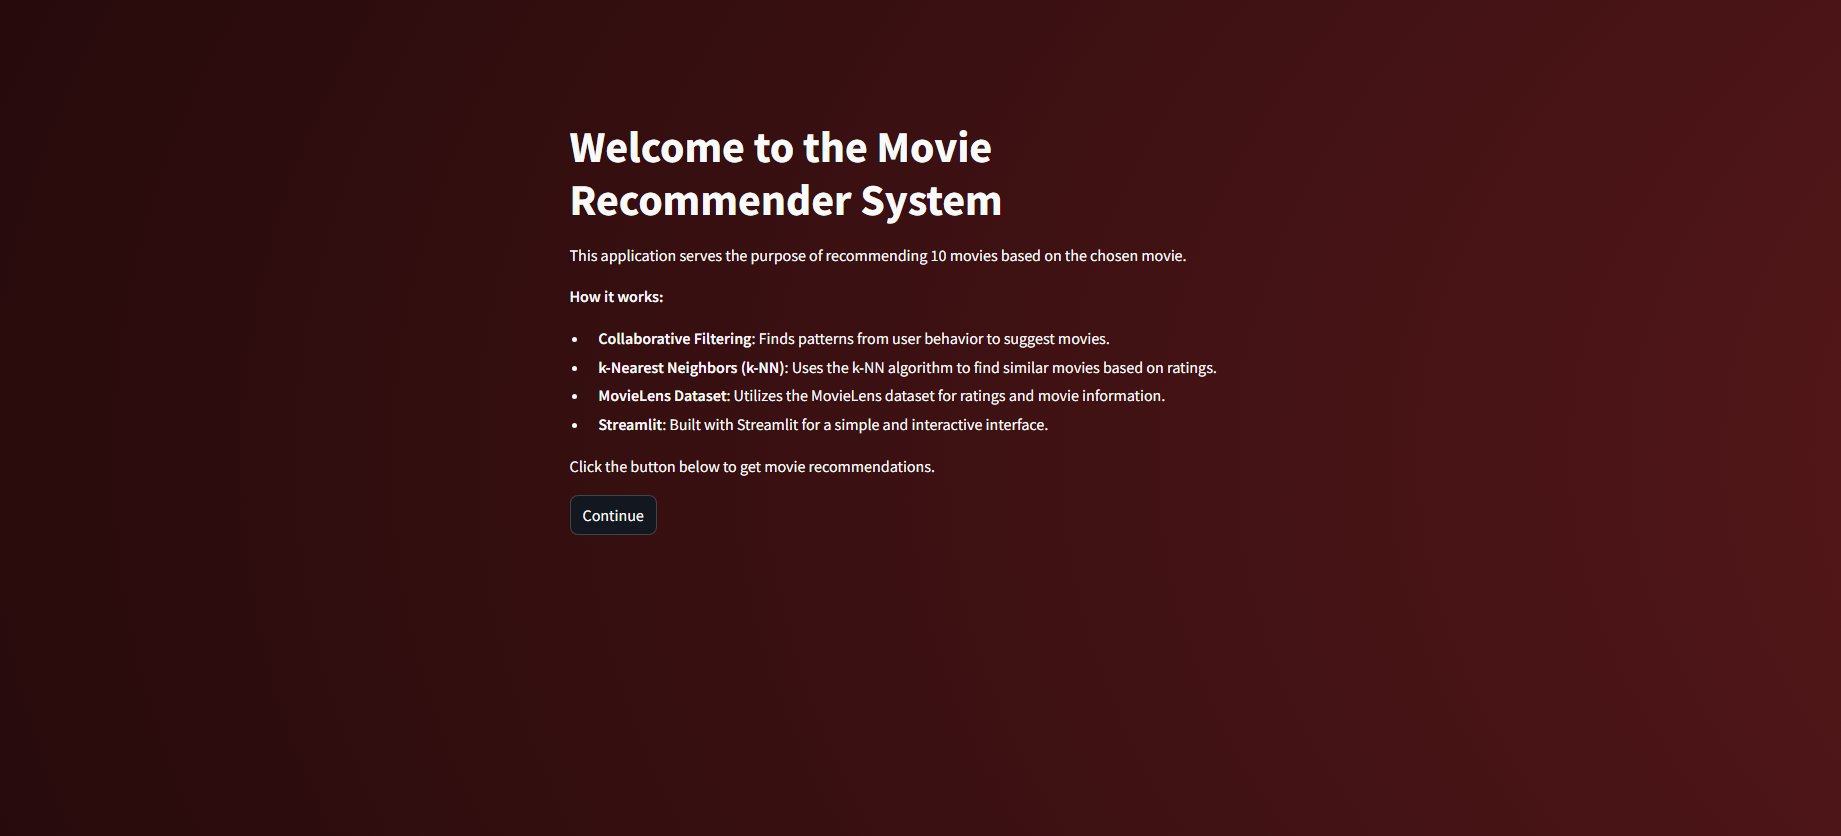 Welcome to the Movie
Recommender System
This application serves the purpose of recommending 10 movies based on the chosen movie.
How it works:
• Collaborative Filtering: Finds patterns from user behavior to suggest movies.
• k-Nearest Neighbors (k-NN): Uses the k-NN algorithm to find similar movies based on ratings.
• MovieLens Dataset: Utilizes the MovieLens dataset for ratings and movie information.
• Streamlit: Built with Streamlit for a simple and interactive interface.
Click the button below to get movie recommendations.
Continue